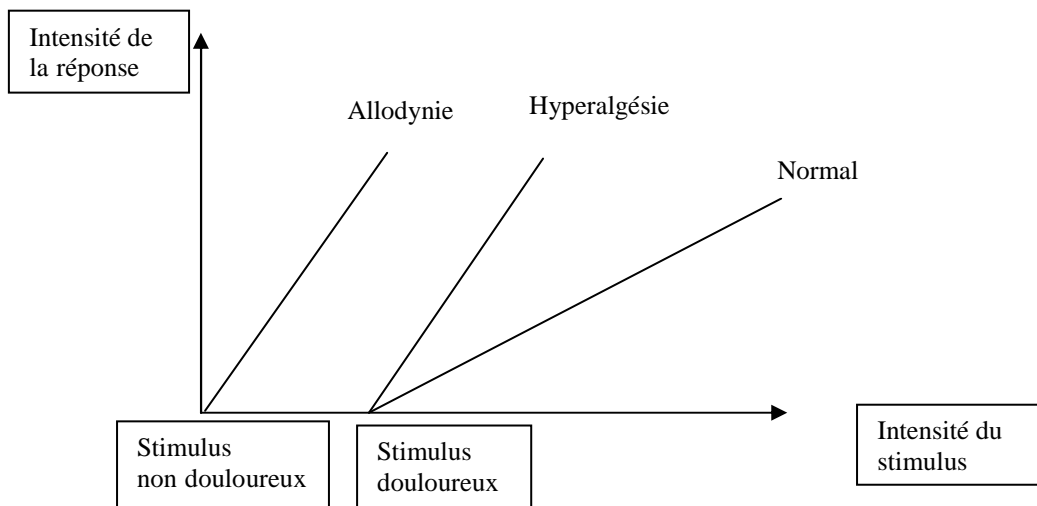 Intensité de
la réponse
Allodynie
Hyperalgésie
Normal
Stimulus
non douloureux
Stimulus
douloureux
Intensité du
stimulus